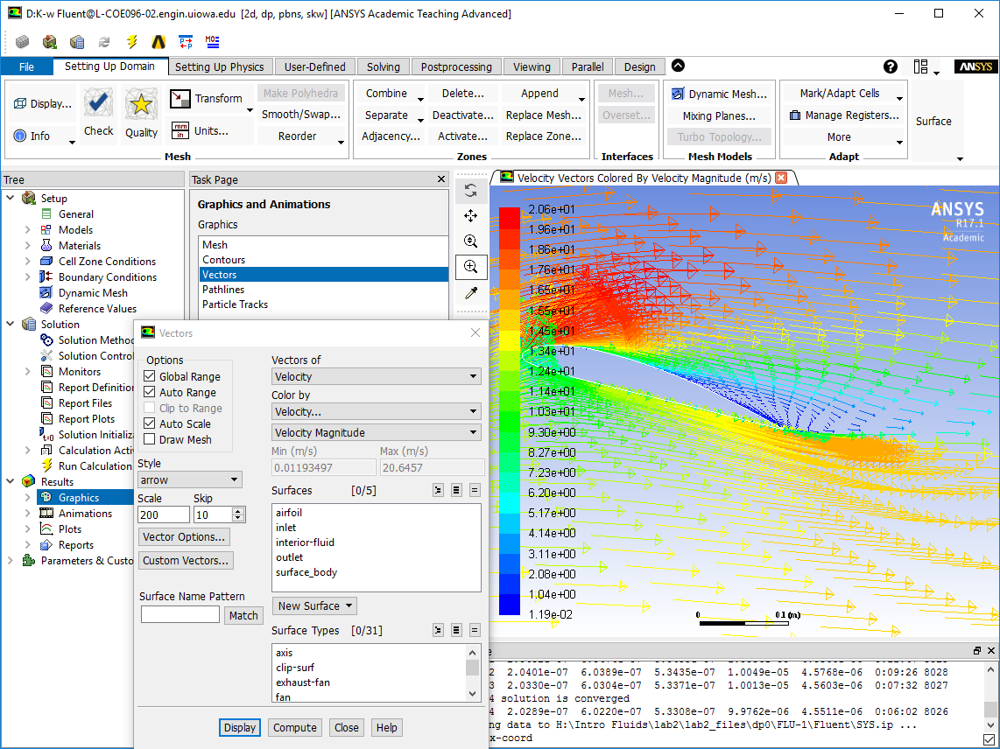 D:K-w Fluent@L-COE096-02.engin.uiowa.edu [2d, dp, pbns, skw] [ANSYS Academic Teaching Advanced]
File
Setting Up Domain
Setting Up Physics
User-Defined
Solving
Postprocessing
Viewing
Parallel
Design
ANSYS
Display...
Info
Check
Quality
Transform
Units...
Make Polyhedra
Smooth/Swap...
Reorder
Mesh
Combine
Separate
Adjacency...
Delete...
Deactivate...
Activate...
Append
Replace Mesh...
Replace Zone...
Zones
Mesh...
Overset...
Interfaces
Dynamic Mesh...
Mixing Planes...
Turbo Topology...
Mesh Models
Mark/Adapt Cells
Manage Registers...
More
Adapt
Surface
Tree
Setup
General
Models
Materials
Cell Zone Conditions
Boundary Conditions
Dynamic Mesh
Reference Values
Solution
Solution Method
Solution Control
Monitors
Report Definition
Report Files
Report Plots
Solution Initializa
Calculation Activ
Run Calculation
Results
Graphics
Animations
Plots
Reports
Parameters & Custo
Task Page
Graphics and Animations
Graphics
Mesh
Contours
Vectors
Pathlines
Particle Tracks
Vectors
Options
Global Range
Auto Range
Clip to Range
Auto Scale
Draw Mesh
Style
arrow
Scale Skip
200 10
Vector Options...
Custom Vectors...
Surface Name Pattern
Match
Vectors of
Velocity
Color by
Velocity...
Velocity Magnitude
Min (m/s) Max (m/s)
0.01193497 20.6457
Surfaces [0/5]
airfoil
inlet
interior-fluid
outlet
surface_body
New Surface
Surface Types [0/31]
axis
clip-surf
exhaust-fan
fan
Display Compute Close Help
Velocity Vectors Colored By Velocity Magnitude (m/s)
ANSYS
R17.1
Academic
2.06e+01
1.96e+01
1.86e+01
1.76e+01
1.65e+01
1.55e+01
1.45e+01
1.34e+01
1.24e+01
1.14e+01
1.03e+01
9.30e+00
8.27e+00
7.23e+00
6.20e+00
5.17e+00
4.14e+00
3.11e+00
2.08e+00
1.04e+00
1.19e-02
0 0.1 (m)
2 2.0401e-07 6.0389e-07 5.3435e-07 1.0049e-05 4.5768e-06 0:09:26 8028
3 2.0330e-07 6.0304e-07 5.3371e-07 1.0013e-05 4.5603e-06 0:07:32 8027
4 solution is converged
4 2.0289e-07 6.0220e-07 5.3308e-07 9.9762e-06 4.5511e-06 0:06:02 8026
ng data to H:\Intro Fluids\lab2\lab2_files\dp0\FLU-1\Fluent\SYS.ip ...
x-coord